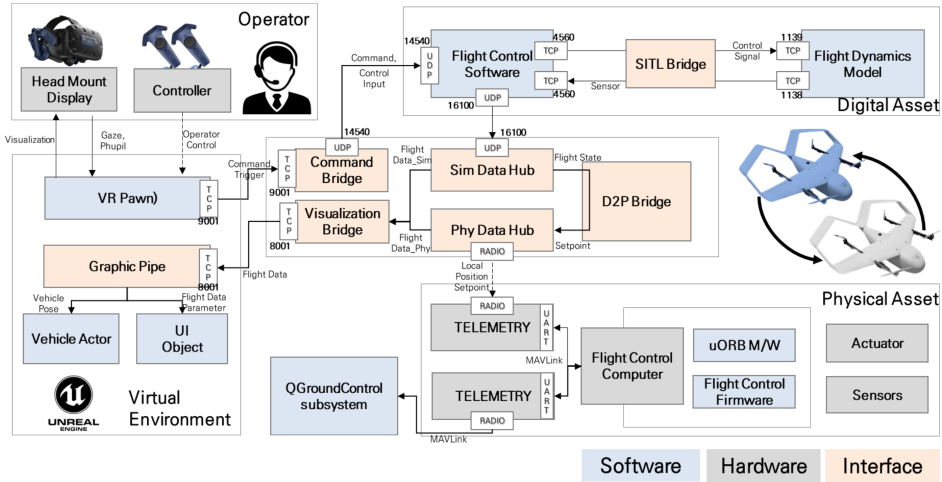 Operator
Head Mount
Display
Controller
Visualization
Gaze,
Phupil
Operator
Control
VR Pawn)
TCP
9001
Graphic Pipe
TCP
8001
Vehicle
Pose
Flight Data
Parameter
Vehicle Actor
UI
Object
UNREAL
ENGINE
Virtual
Environment
Command
Trigger
Flight Data
Command,
Control
Input
14540
UDP
Flight Control
Software
4560
TCP
TCP
4560
UDP
16100
SITL Bridge
Sensor
Control
Signal
1139
TCP
TCP
1138
Flight Dynamics
Model
Digital Asset
14540
UDP
TCP
9001
Command
Bridge
TCP
8001
Visualization
Bridge
Flight
Data_Sim
Flight
Data_Phy
16100
UDP
Sim Data Hub
Flight State
Phy Data Hub
RADIO
Setpoint
D2P Bridge
Local
Position
Setpoint
Physical Asset
RADIO
TELEMETRY
UART
MAVLink
TELEMETRY
UART
RADIO
MAVLink
QGroundControl
subsystem
Flight Control
Computer
uORB M/W
Flight Control
Firmware
Actuator
Sensors
Software
Hardware
Interface